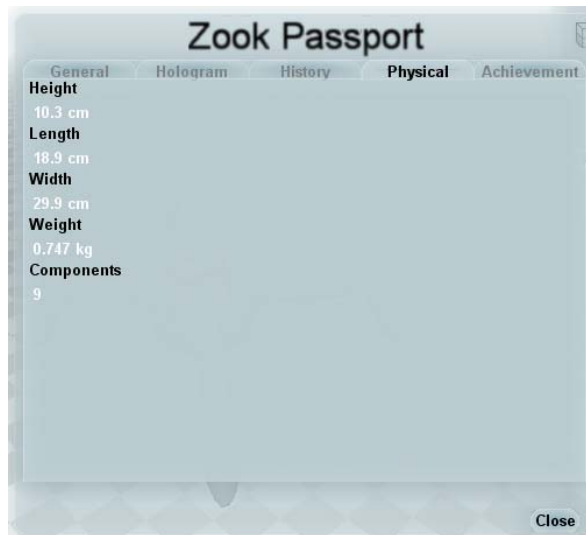 Zook Passport
General Hologram History Physical Achievement
Height
10.3 cm
Length
18.9 cm
Width
29.9 cm
Weight
0.747 kg
Components
9
Close